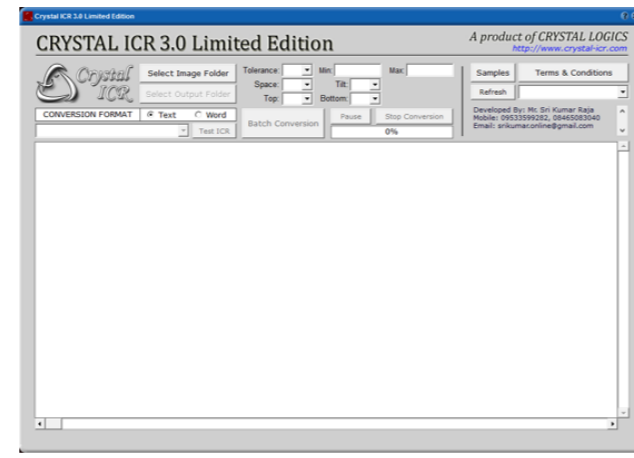 Crystal ICR 3.0 Limited Edition
CRYSTAL ICR 3.0 Limited Edition
A product of CRYSTAL LOGICS
http://www.crystal-icr.com
Crystal ICR
Select Image Folder
Select Output Folder
Tolerance: Min: Max:
Space: Tilt:
Top: Bottom:
Samples Terms & Conditions
Refresh
CONVERSION FORMAT Text Word
Test ICR
Batch Conversion
Pause Stop Conversion
0%
Developed By: Mr. Sri Kumar Raja
Mobile: 09533599282, 08465083040
Email: srikumar.online@gmail.com